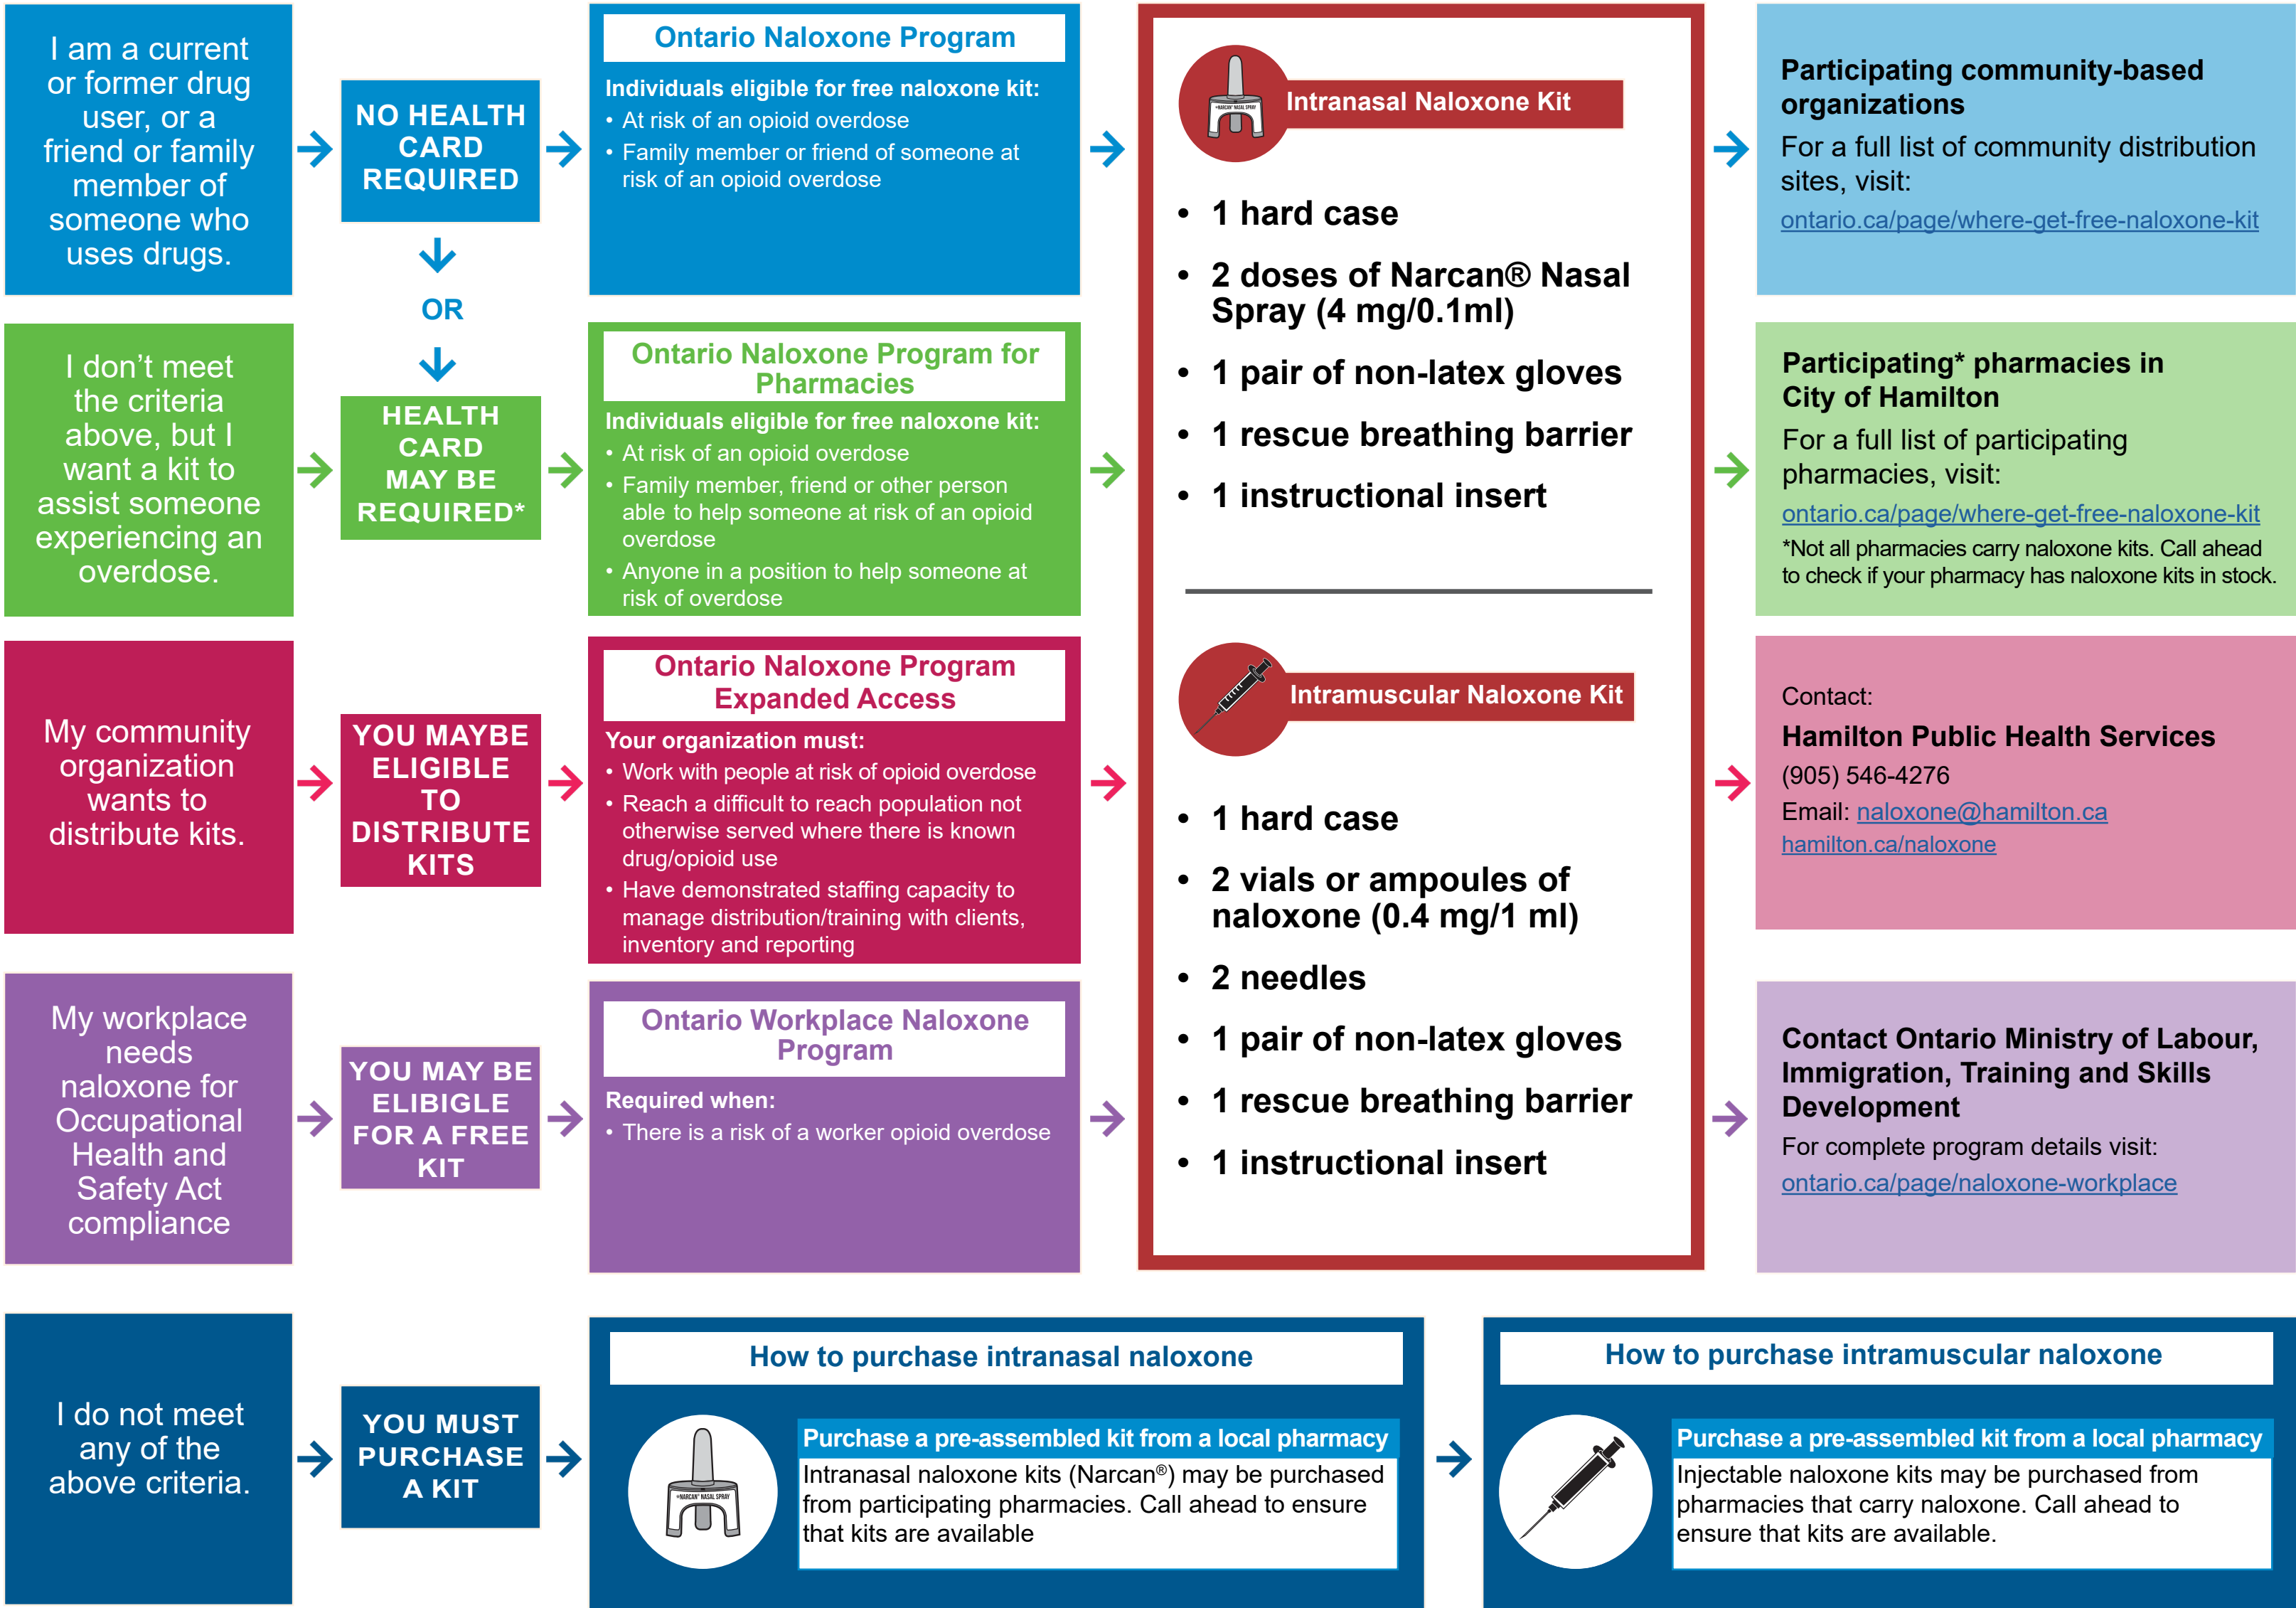 I am a current
or former drug
user, or a
friend or family
member of
someone who
uses drugs.
NO HEALTH
CARD
REQUIRED
OR
Ontario Naloxone Program
Individuals eligible for free naloxone kit:
• At risk of an opioid overdose
• Family member or friend of someone at
risk of an opioid overdose
I don’t meet
the criteria
above, but I
want a kit to
assist someone
experiencing an
overdose.
HEALTH
CARD
MAY BE
REQUIRED*
Ontario Naloxone Program for
Pharmacies
Individuals eligible for free naloxone kit:
• At risk of an opioid overdose
• Family member, friend or other person
able to help someone at risk of an opioid
overdose
• Anyone in a position to help someone at
risk of overdose
My community
organization
wants to
distribute kits.
YOU MAYBE
ELIGIBLE
TO
DISTRIBUTE
KITS
Ontario Naloxone Program
Expanded Access
Your organization must:
• Work with people at risk of opioid overdose
• Reach a difficult to reach population not
otherwise served where there is known
drug/opioid use
• Have demonstrated staffing capacity to
manage distribution/training with clients,
inventory and reporting
My workplace
needs
naloxone for
Occupational
Health and
Safety Act
compliance
YOU MAY BE
ELIBIGLE
FOR A FREE
KIT
Ontario Workplace Naloxone
Program
Required when:
• There is a risk of a worker opioid overdose
"NARCAN" NASAL SPRAY
Intranasal Naloxone Kit
• 1 hard case
• 2 doses of Narcan® Nasal
Spray (4 mg/0.1ml)
• 1 pair of non-latex gloves
• 1 rescue breathing barrier
• 1 instructional insert
Intramuscular Naloxone Kit
• 1 hard case
• 2 vials or ampoules of
naloxone (0.4 mg/1 ml)
• 2 needles
• 1 pair of non-latex gloves
• 1 rescue breathing barrier
• 1 instructional insert
Participating community-based
organizations
For a full list of community distribution
sites, visit:
ontario.ca/page/where-get-free-naloxone-kit
Participating* pharmacies in
City of Hamilton
For a full list of participating
pharmacies, visit:
ontario.ca/page/where-get-free-naloxone-kit
*Not all pharmacies carry naloxone kits. Call ahead
to check if your pharmacy has naloxone kits in stock.
Contact:
Hamilton Public Health Services
(905) 546-4276
Email: naloxone@hamilton.ca
hamilton.ca/naloxone
Contact Ontario Ministry of Labour,
Immigration, Training and Skills
Development
For complete program details visit:
ontario.ca/page/naloxone-workplace
I do not meet
any of the
above criteria.
YOU MUST
PURCHASE
A KIT
How to purchase intranasal naloxone
"NARCAN" NASAL SPRAY
Purchase a pre-assembled kit from a local pharmacy
Intranasal naloxone kits (Narcan®) may be purchased
from participating pharmacies. Call ahead to ensure
that kits are available
How to purchase intramuscular naloxone
Purchase a pre-assembled kit from a local pharmacy
Injectable naloxone kits may be purchased from
pharmacies that carry naloxone. Call ahead to
ensure that kits are available.